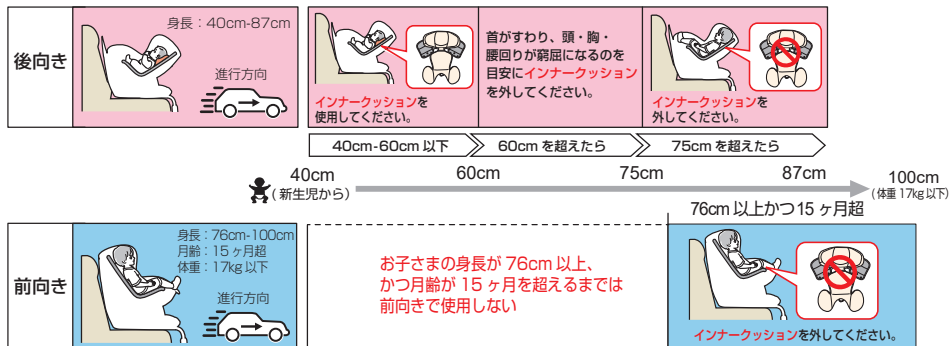 後向き
身長：40cm-87cm
進行方向
インナークッションを
使用してください。
首がすわり、頭・胸・
腰回りが窮屈になるのを
目安にインナークッション
を外してください。
インナークッションを
外してください。
40cm-60cm 以下
60cm を超えたら
75cm を超えたら
40cm
(新生児から)
60cm
75cm
87cm
100cm
(体重 17kg 以下)
76cm 以上かつ 15 ヶ月超
前向き
身長：76cm-100cm
月齢：15 ヶ月超
体重：17kg 以下
進行方向
お子さまの身長が 76cm 以上、
かつ月齢が 15 ヶ月を超えるまでは
前向きで使用しない
インナークッションを外してください。